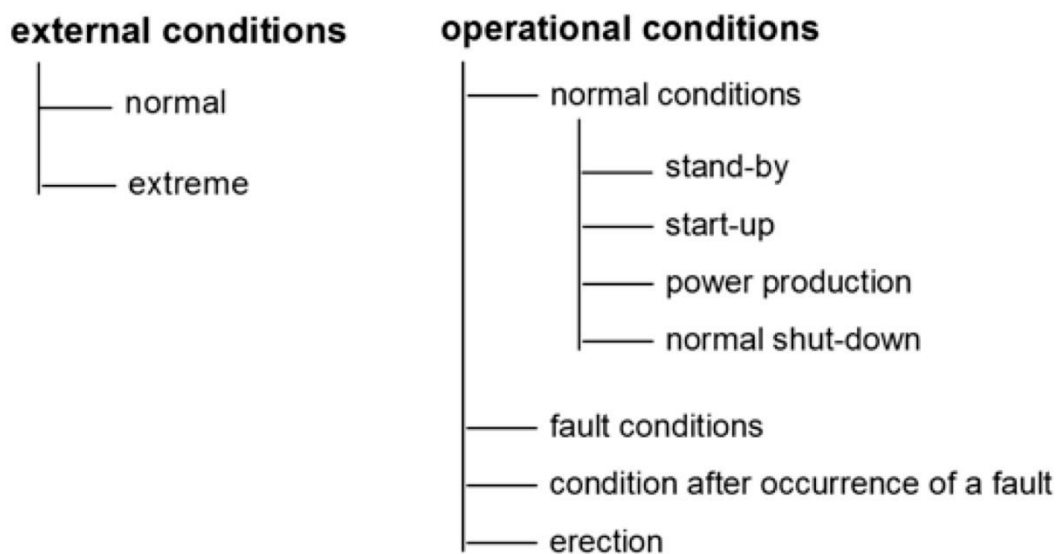 external conditions
normal
extreme
operational conditions
normal conditions
stand-by
start-up
power production
normal shut-down
fault conditions
condition after occurrence of a fault
erection